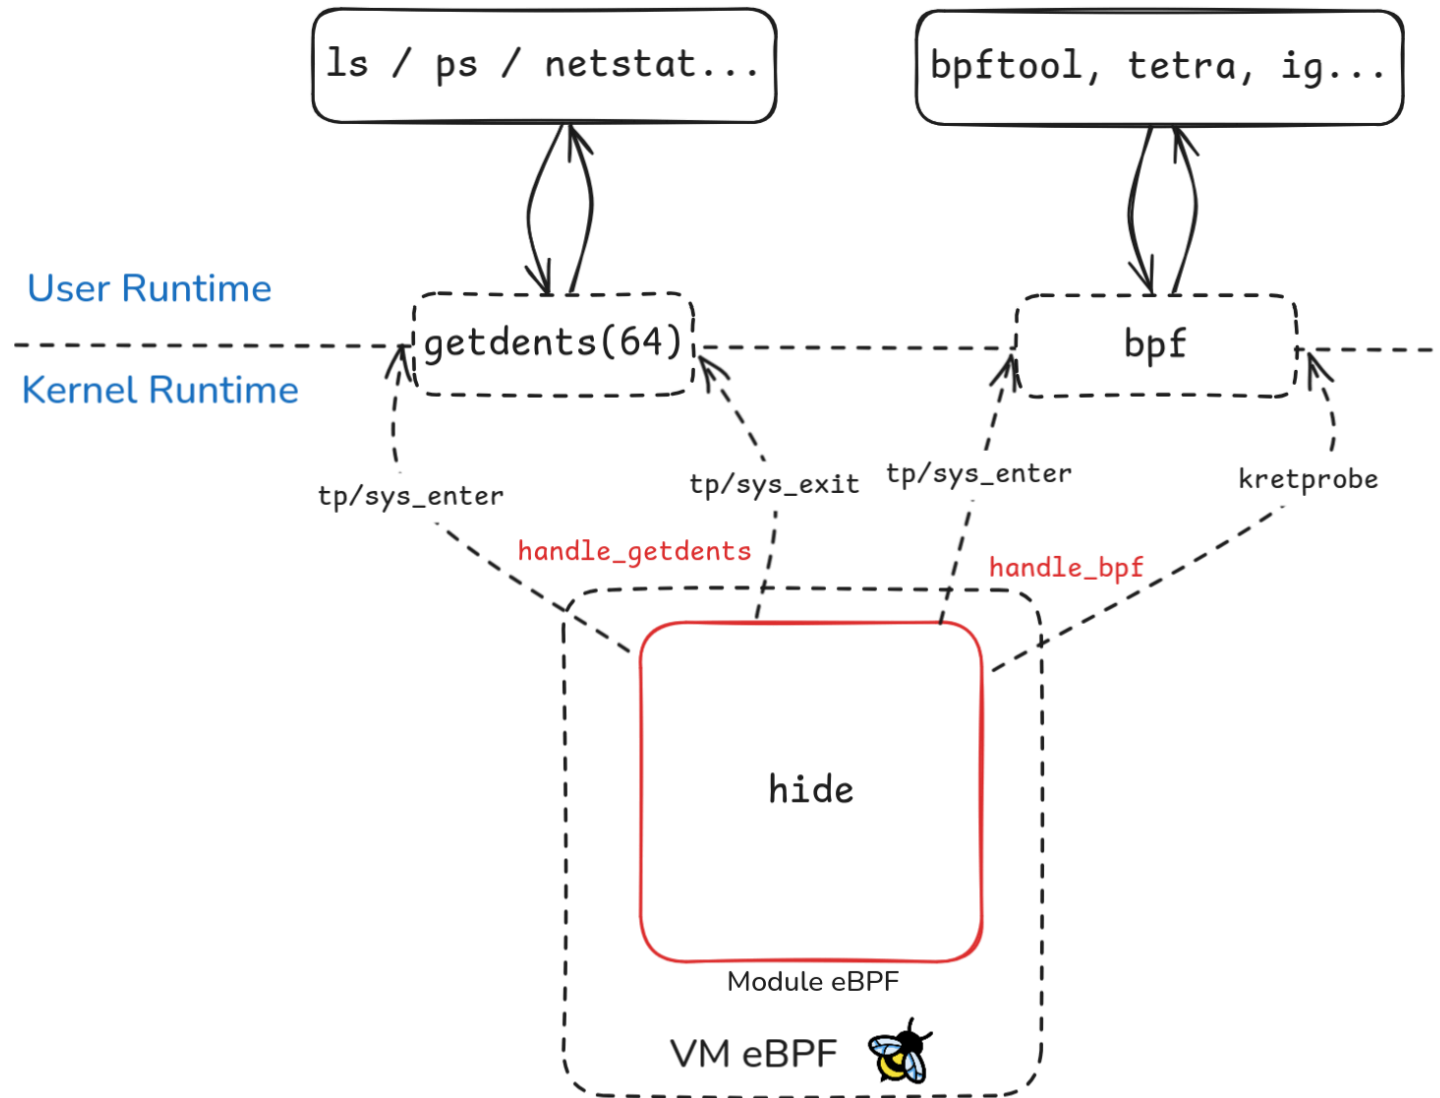 ls / ps / netstat...
bpftool, tetra, ig...
User Runtime
getdents(64)
bpf
Kernel Runtime
tp/sys_enter
tp/sys_exit
tp/sys_enter
kretprobe
handle_getdents
handle_bpf
hide
Module eBPF
VM eBPF